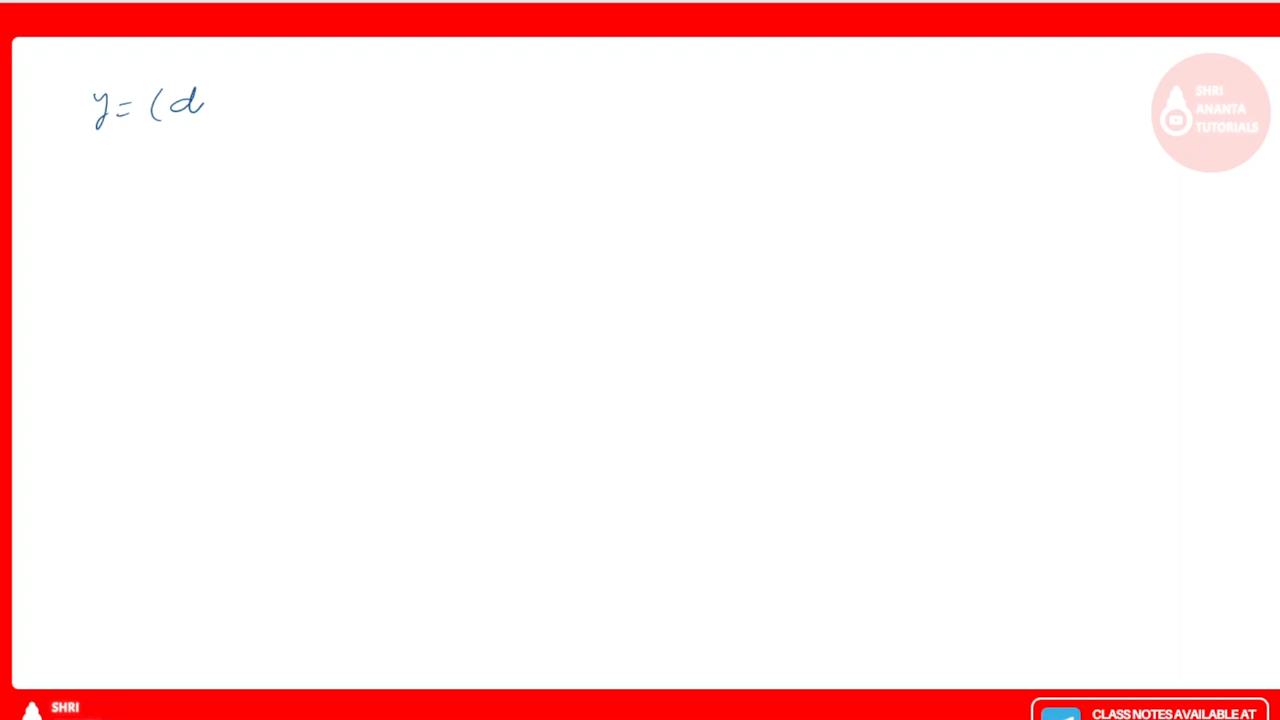 y = (d
SHRI
ANANTA
TUTORIALS
SHRI
CLASS NOTES AVAILABLE AT